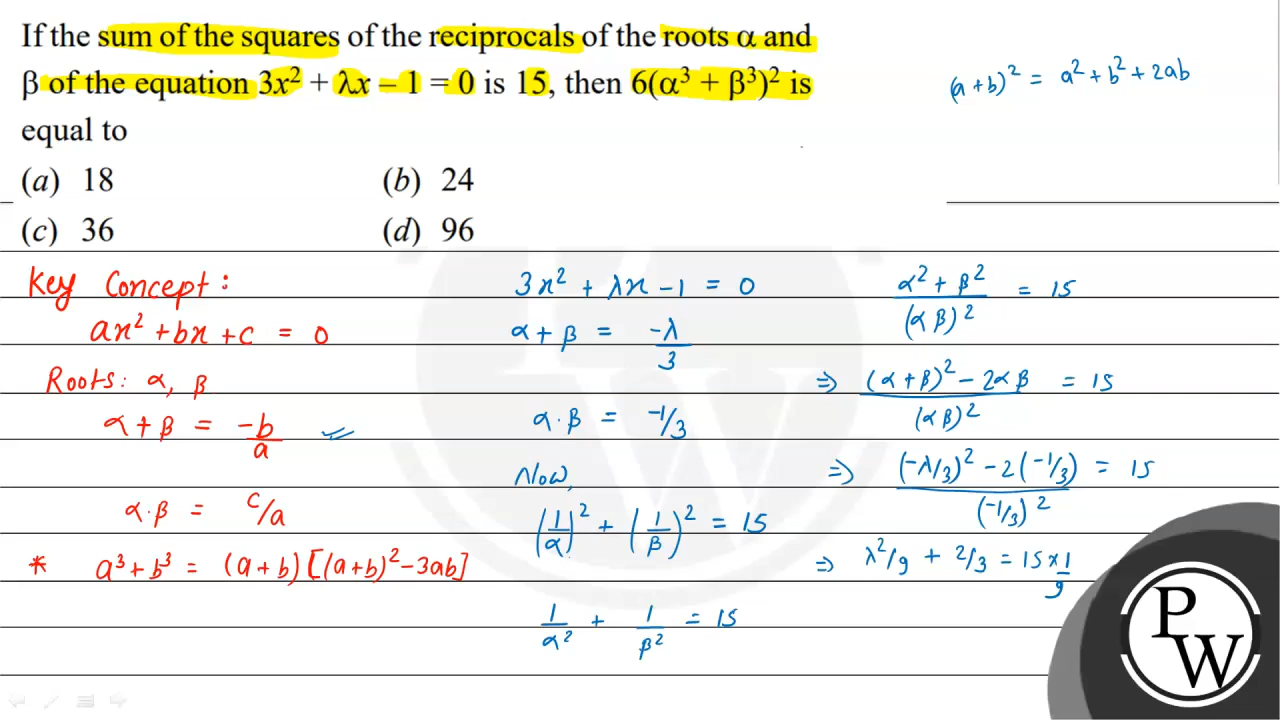 If the sum of the squares of the reciprocals of the roots α and
β of the equation 3x² + λx – 1 = 0 is 15, then 6(α³ + β³)² is
equal to
(a) 18 (b) 24
(c) 36 (d) 96
(a + b)² = a² + b² + 2ab
Key Concept :
ax² + bx + c = 0
Roots: α, β
α + β = -b/a
α·β = c/a
* a³ + b³ = (a + b) [(a + b)² - 3ab]
3x² + λx - 1 = 0
α + β = -λ/3
α·β = -1/3
Now,
(1/α)² + (1/β)² = 15
1/α² + 1/β² = 15
α² + β²/(αβ)² = 15
⇒ (α + β)² - 2αβ/(αβ)² = 15
⇒ (-λ/3)² - 2(-1/3)/(-1/3)² = 15
⇒ λ²/9 + 2/3 = 15 × 1/9
P
W